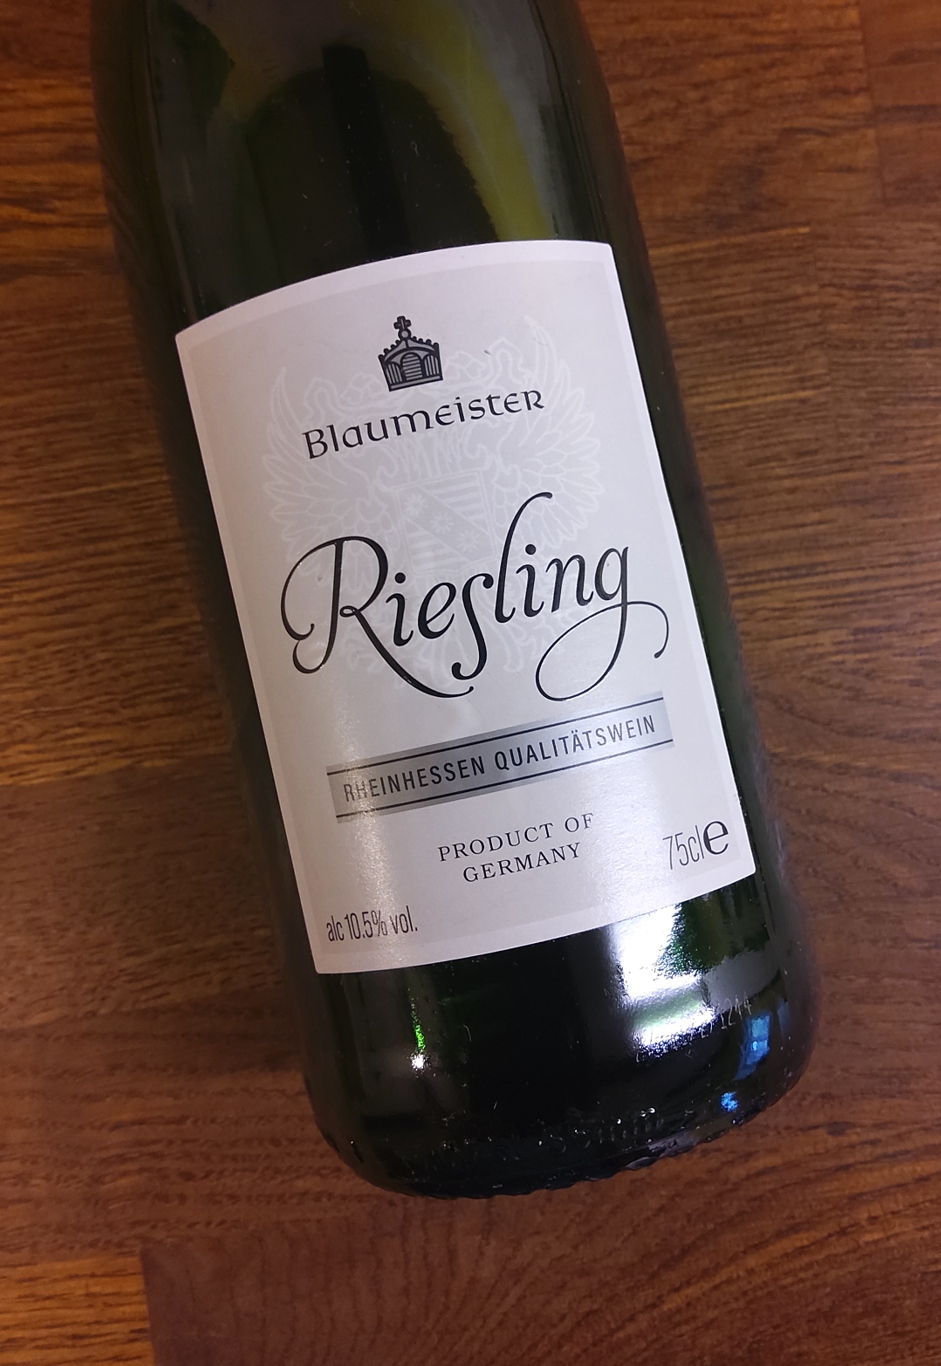 Blaumeister
Riesling
RHEINHESSEN QUALITÄTSWEIN
PRODUCT OF
GERMANY
75cl e
alc 10.5% vol.